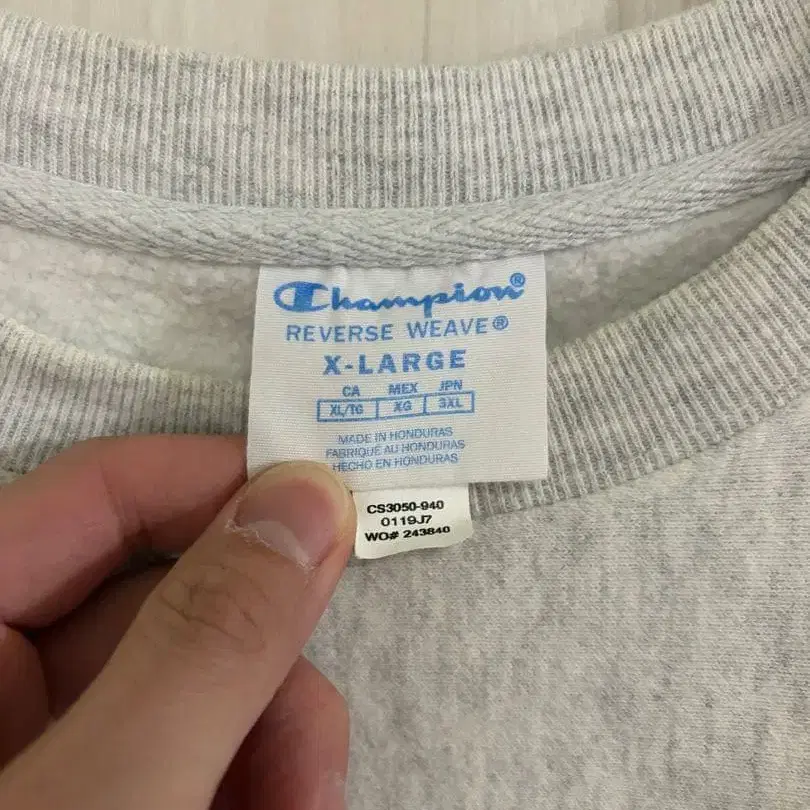 Champion®
REVERSE WEAVE®
X-LARGE
CA MEX JPN
XL/TG XG 3XL
MADE IN HONDURAS
FABRIQUÉ AU HONDURAS
HECHO EN HONDURAS
CS3050-940
0119J7
WO# 243840